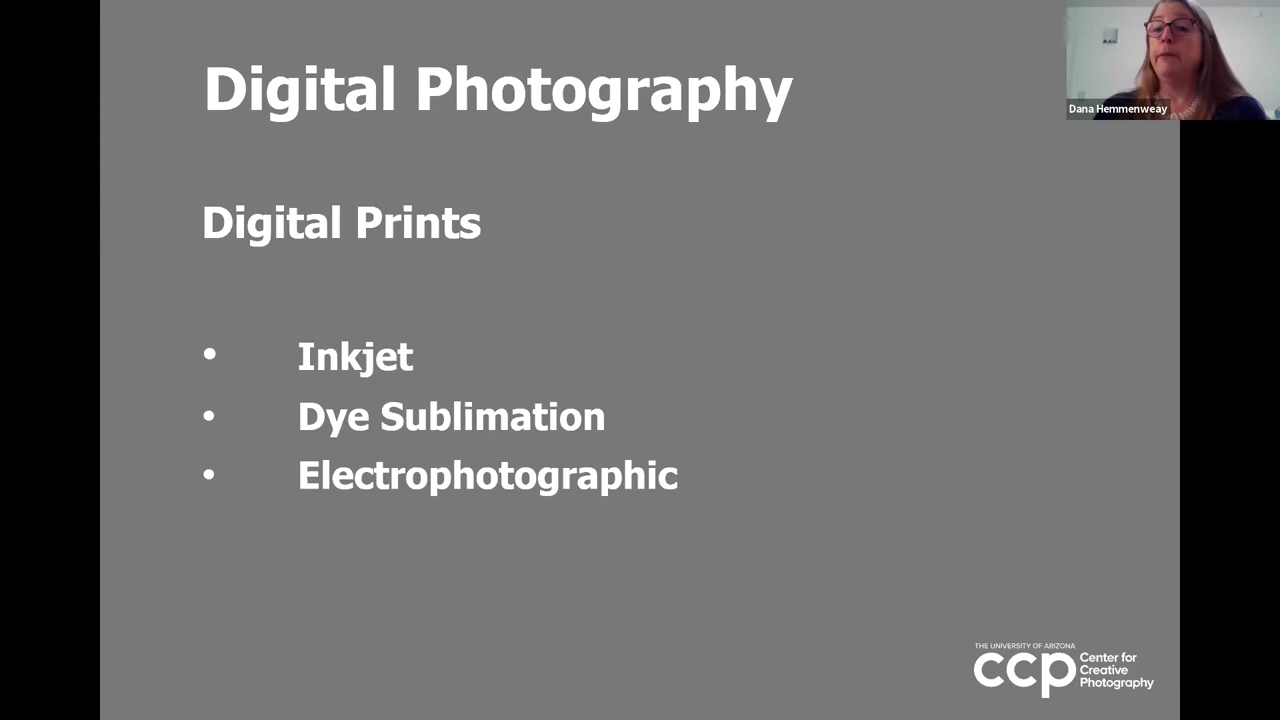 Digital Photography
Dana Hemmenweay
Digital Prints
• Inkjet
• Dye Sublimation
• Electrophotographic
THE UNIVERSITY OF ARIZONA
ccp
Center for
Creative
Photography